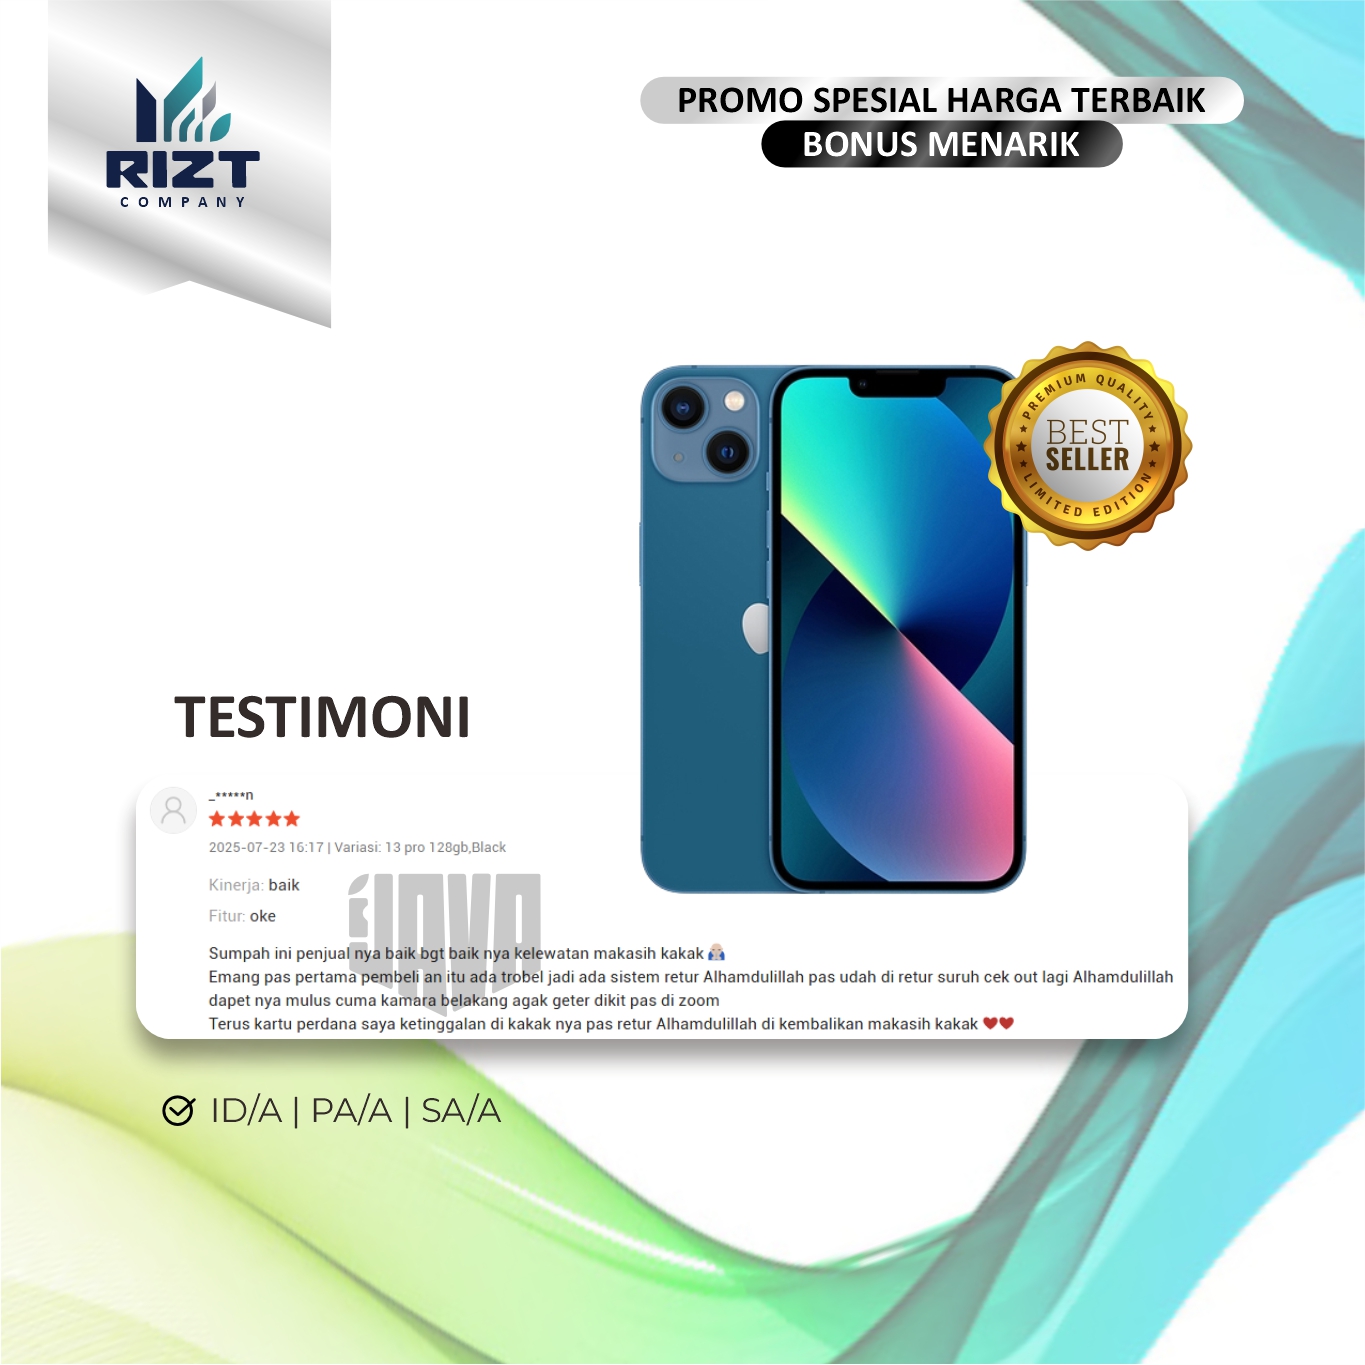 RIZT
COMPANY
PROMO SPESIAL HARGA TERBAIK
BONUS MENARIK
PREMIUM QUALITY
BEST
SELLER
LIMITED EDITION
TESTIMONI
_*****n
2025-07-23 16:17 | Variasi: 13 pro 128gb,Black
Kinerja: baik
Fitur: oke
JAVA
Sumpah ini penjual nya baik bgt baik nya kelewatan makasih kakak 🙏🏼
Emang pas pertama pembeli an itu ada trobel jadi ada sistem retur Alhamdulillah pas udah di retur suruh cek out lagi Alhamdulillah
dapet nya mulus cuma kamara belakang agak geter dikit pas di zoom
Terus kartu perdana saya ketinggalan di kakak nya pas retur Alhamdulillah di kembalikan makasih kakak ❤️❤️
ID/A | PA/A | SA/A